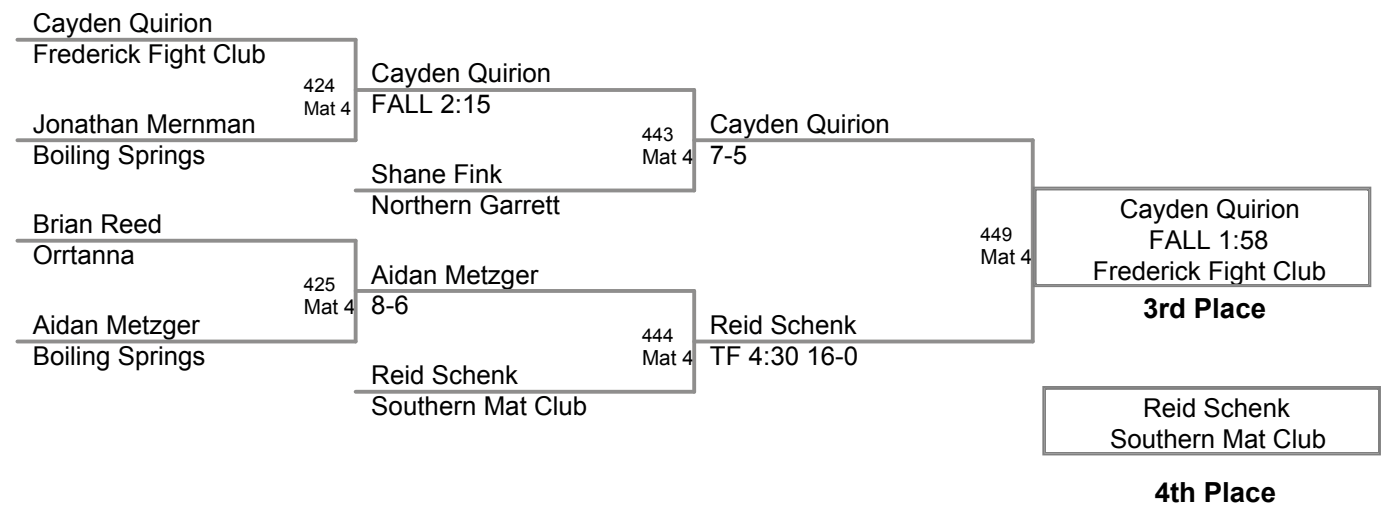 Cayden Quirion
Frederick Fight Club
424
Mat 4
Jonathan Mernman
Boiling Springs
Cayden Quirion
FALL 2:15
443
Mat 4
Shane Fink
Northern Garrett
Cayden Quirion
7-5
Brian Reed
Orrtanna
425
Mat 4
Aidan Metzger
Boiling Springs
Aidan Metzger
8-6
444
Mat 4
Reid Schenk
Southern Mat Club
Reid Schenk
TF 4:30 16-0
449
Mat 4
Cayden Quirion
FALL 1:58
Frederick Fight Club
3rd Place
Reid Schenk
Southern Mat Club
4th Place